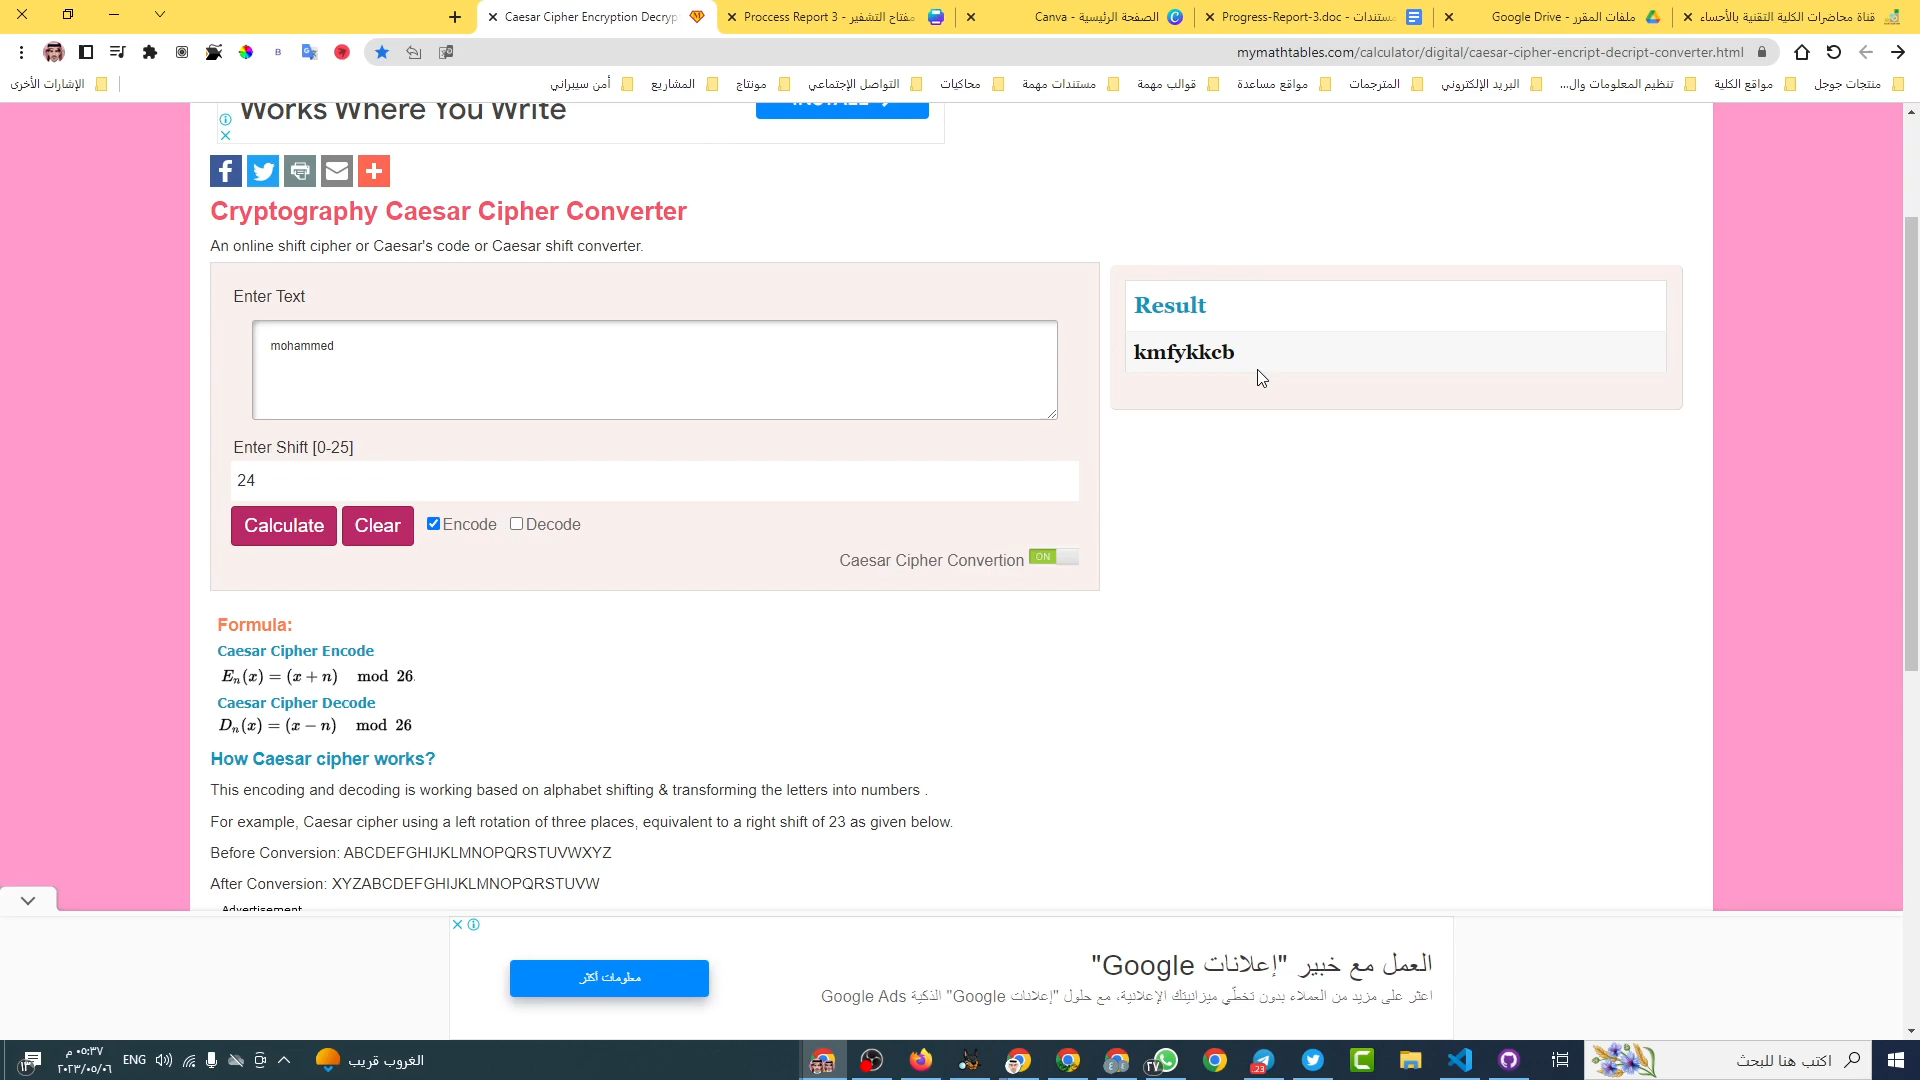 Caesar Cipher Encryption Decryp
Proccess Report 3 - مفتاح التشفير
Canva - الصفحة الرئيسية
Progress-Report-3.doc - مستندات
Google Drive - ملفات المقرر
قناة محاضرات الكلية التقنية بالأحساء
mymathtables.com/calculator/digital/caesar-cipher-encript-decript-converter.html
منتجات جوجل
مواقع الكلية
تنظيم المعلومات وال...
البريد الإلكتروني
المترجمات
مواقع مساعدة
قوالب مهمة
مستندات مهمة
محاكيات
التواصل الإجتماعي
مونتاج
المشاريع
أمن سيبراني
الإشارات الأخرى
Works Where You Write
Cryptography Caesar Cipher Converter
An online shift cipher or Caesar's code or Caesar shift converter.
Enter Text
mohammed
Enter Shift [0-25]
24
Calculate
Clear
Encode
Decode
Caesar Cipher Convertion
ON
Result
kmfykkcb
Formula:
Caesar Cipher Encode
Eₙ(x) = (x + n) mod 26
Caesar Cipher Decode
Dₙ(x) = (x − n) mod 26
How Caesar cipher works?
This encoding and decoding is working based on alphabet shifting & transforming the letters into numbers .
For example, Caesar cipher using a left rotation of three places, equivalent to a right shift of 23 as given below.
Before Conversion: ABCDEFGHIJKLMNOPQRSTUVWXYZ
After Conversion: XYZABCDEFGHIJKLMNOPQRSTUVW
Advertisement
العمل مع خبير "إعلانات Google"
اعثر على مزيد من العملاء بدون تخطّي ميزانيتك الإعلانية، مع حلول "إعلانات Google" الذكية Google Ads
معلومات أكثر
٠٥:٣٧ م
٢٠٢٣/٠٥/٠٦
ENG
الغروب قريب
٢٧
23
اكتب هنا للبحث